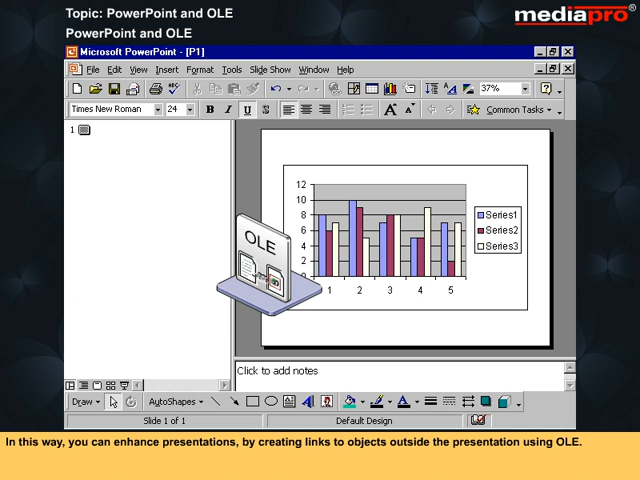 Topic: PowerPoint and OLE
mediapro®
PowerPoint and OLE
Microsoft PowerPoint - [P1]
File Edit View Insert Format Tools Slide Show Window Help
37%
Times New Roman 24 B I U S A A Common Tasks
1
12
10
8
6
4
2
0
1 2 3 4 5
Series1
Series2
Series3
OLE
Click to add notes
Draw AutoShapes
Slide 1 of 1 Default Design
In this way, you can enhance presentations, by creating links to objects outside the presentation using OLE.